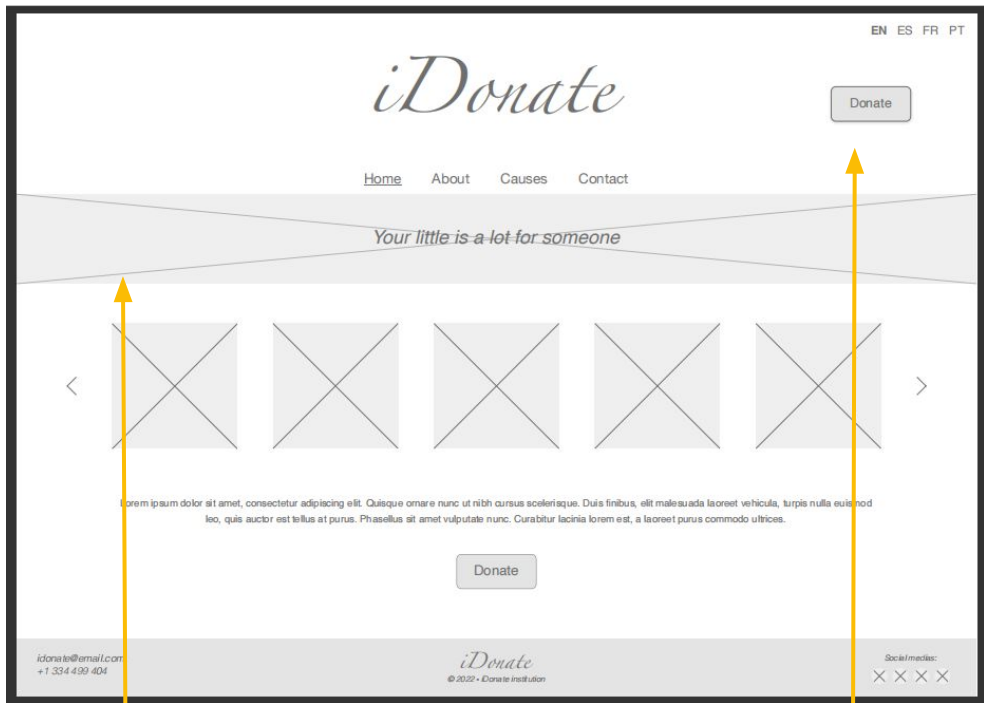 EN ES FR PT
iDonate
Donate
Home About Causes Contact
Your little is a lot for someone
Lorem ipsum dolor sit amet, consectetur adipiscing elit. Quisque ornare nunc ut nibh cursus scelerisque. Duis finibus, elit malesuada laoreet vehicula, turpis nulla euismod
leo, quis auctor est tellus at purus. Phasellus sit amet vulputate nunc. Curabitur lacinia lorem est, a laoreet purus commodo ultrices.
Donate
idonate@email.com
+1 334 499 404
iDonate
© 2022 • iDonate institution
Social medias: